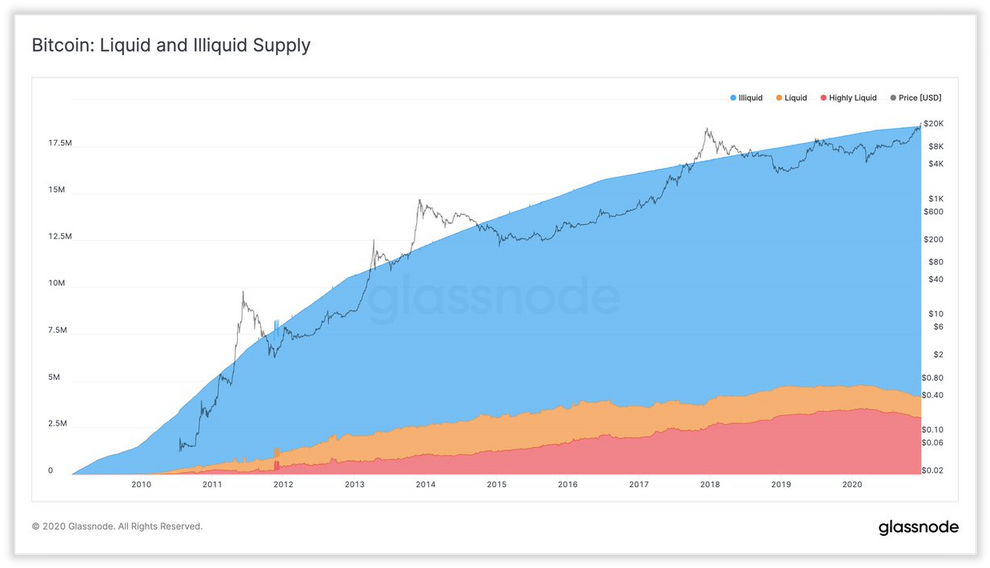 Bitcoin: Liquid and Illiquid Supply
Illiquid Liquid Highly Liquid Price [USD]
$20K
17.5M
$8K
$4K
15M
$1K
$600
12.5M
$200
$80
10M
$40
glassnode
$10
7.5M
$6
$2
5M
$0.80
$0.40
2.5M
$0.10
$0.06
0
$0.02
2010 2011 2012 2013 2014 2015 2016 2017 2018 2019 2020
© 2020 Glassnode. All Rights Reserved.
glassnode